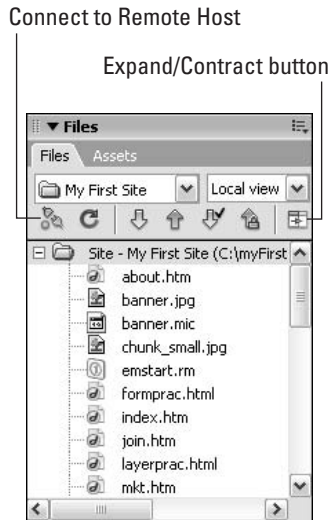 Connect to Remote Host
Expand/Contract button
Files
Files Assets
My First Site Local view
Site - My First Site (C:\myFirst
about.htm
banner.jpg
banner.mic
chunk_small.jpg
emstart.rm
formprac.html
index.htm
join.htm
layerprac.html
mkt.htm